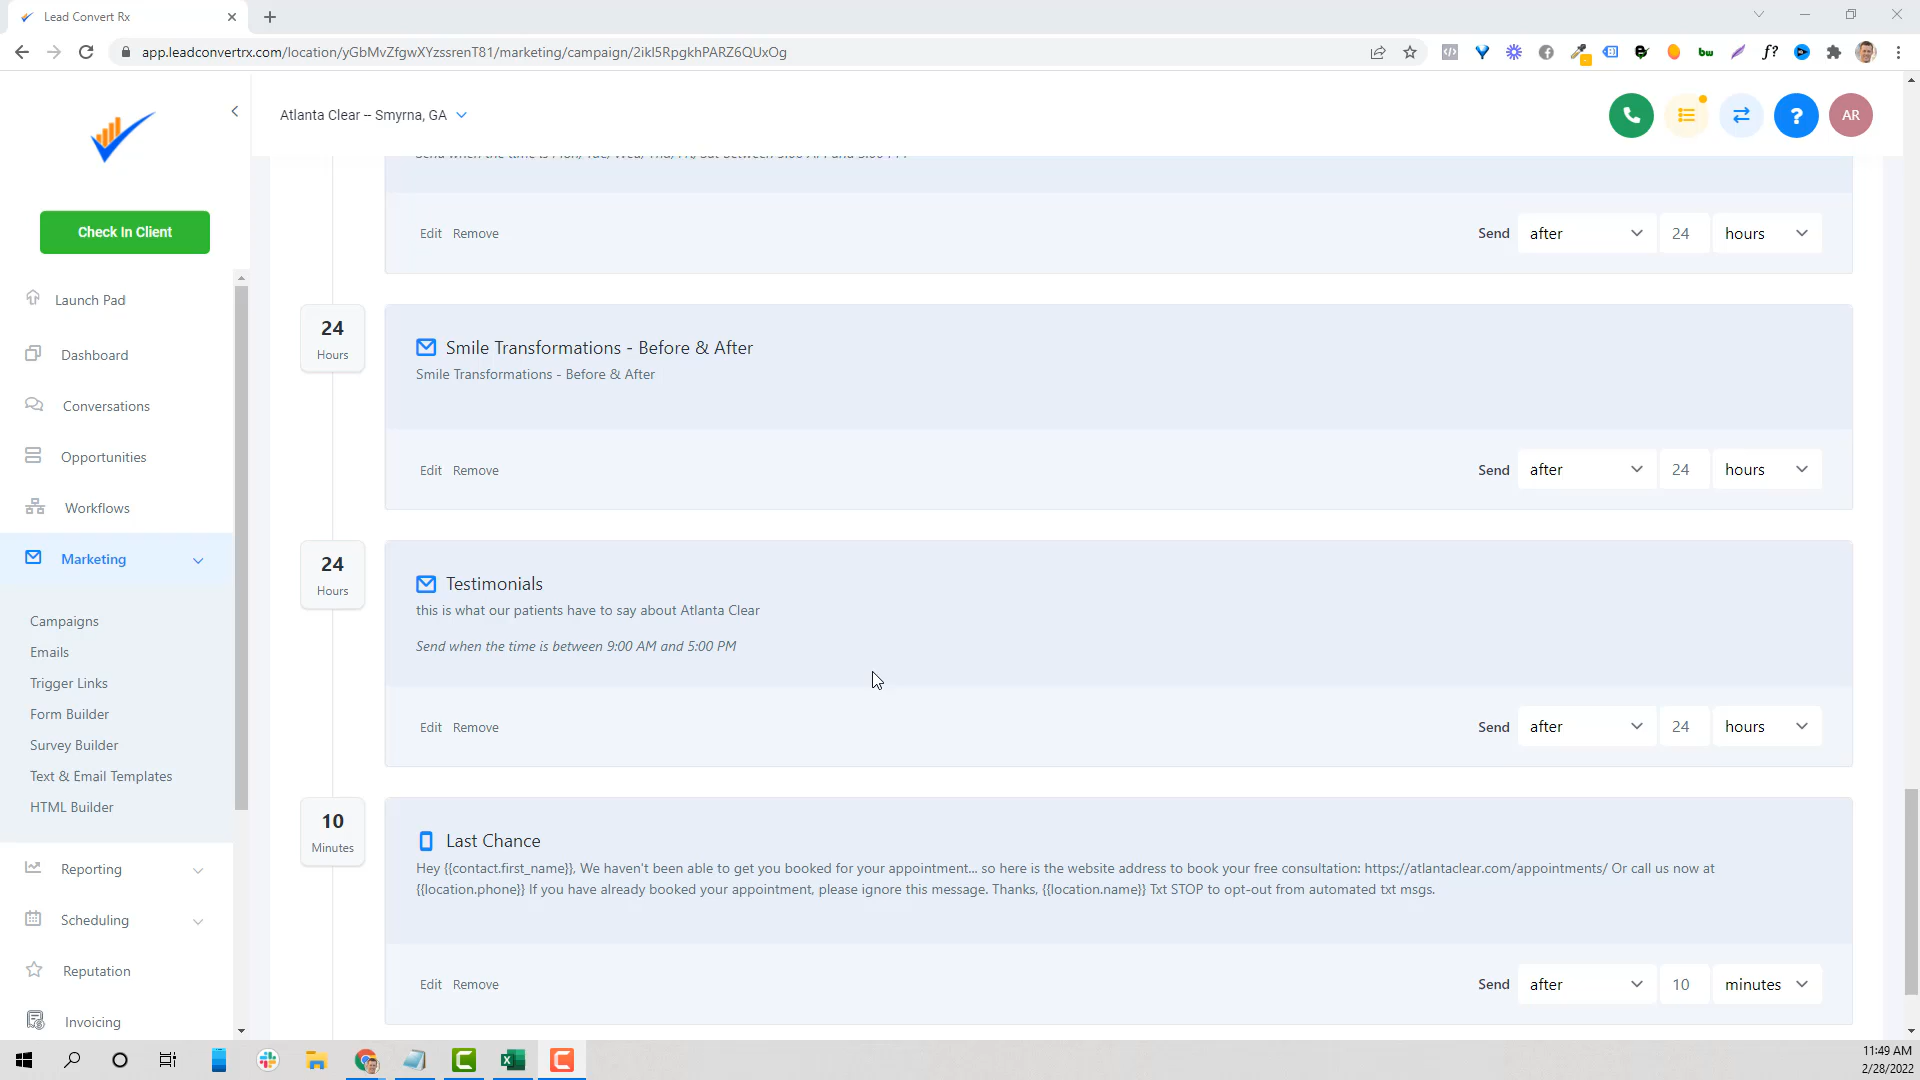 Lead Convert Rx
app.leadconvertrx.com/location/yGbMvZfgwXYzssrenT81/marketing/campaign/2ikl5RpgkhPARZ6QUxOg
bw
f?
Atlanta Clear -- Smyrna, GA
?
AR
Check In Client
Launch Pad
Dashboard
Conversations
Opportunities
Workflows
Marketing
Campaigns
Emails
Trigger Links
Form Builder
Survey Builder
Text & Email Templates
HTML Builder
Reporting
Scheduling
Reputation
Invoicing
Edit Remove
Send after 24 hours
24
Hours
Smile Transformations - Before & After
Smile Transformations - Before & After
Edit Remove
Send after 24 hours
24
Hours
Testimonials
this is what our patients have to say about Atlanta Clear
Send when the time is between 9:00 AM and 5:00 PM
Edit Remove
Send after 24 hours
10
Minutes
Last Chance
Hey {{contact.first_name}}, We haven't been able to get you booked for your appointment... so here is the website address to book your free consultation: https://atlantaclear.com/appointments/ Or call us now at
{{location.phone}} If you have already booked your appointment, please ignore this message. Thanks, {{location.name}} Txt STOP to opt-out from automated txt msgs.
Edit Remove
Send after 10 minutes
11:49 AM
2/28/2022